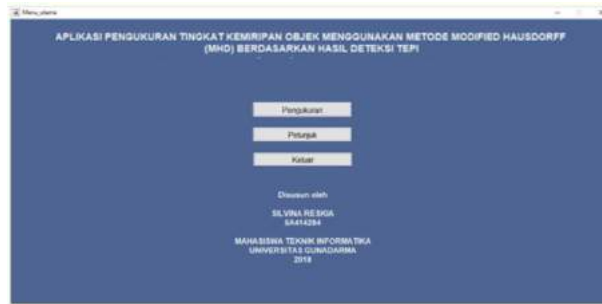 Menu_utama
APLIKASI PENGUKURAN TINGKAT KEMIRIPAN OBJEK MENGGUNAKAN METODE MODIFIED HAUSDORFF
(MHD) BERDASARKAN HASIL DETEKSI TEPI
Pengukuran
Petunjuk
Keluar
Disusun oleh
SILVINA RESKIA
5A414284
MAHASISWA TEKNIK INFORMATIKA
UNIVERSITAS GUNADARMA
2018